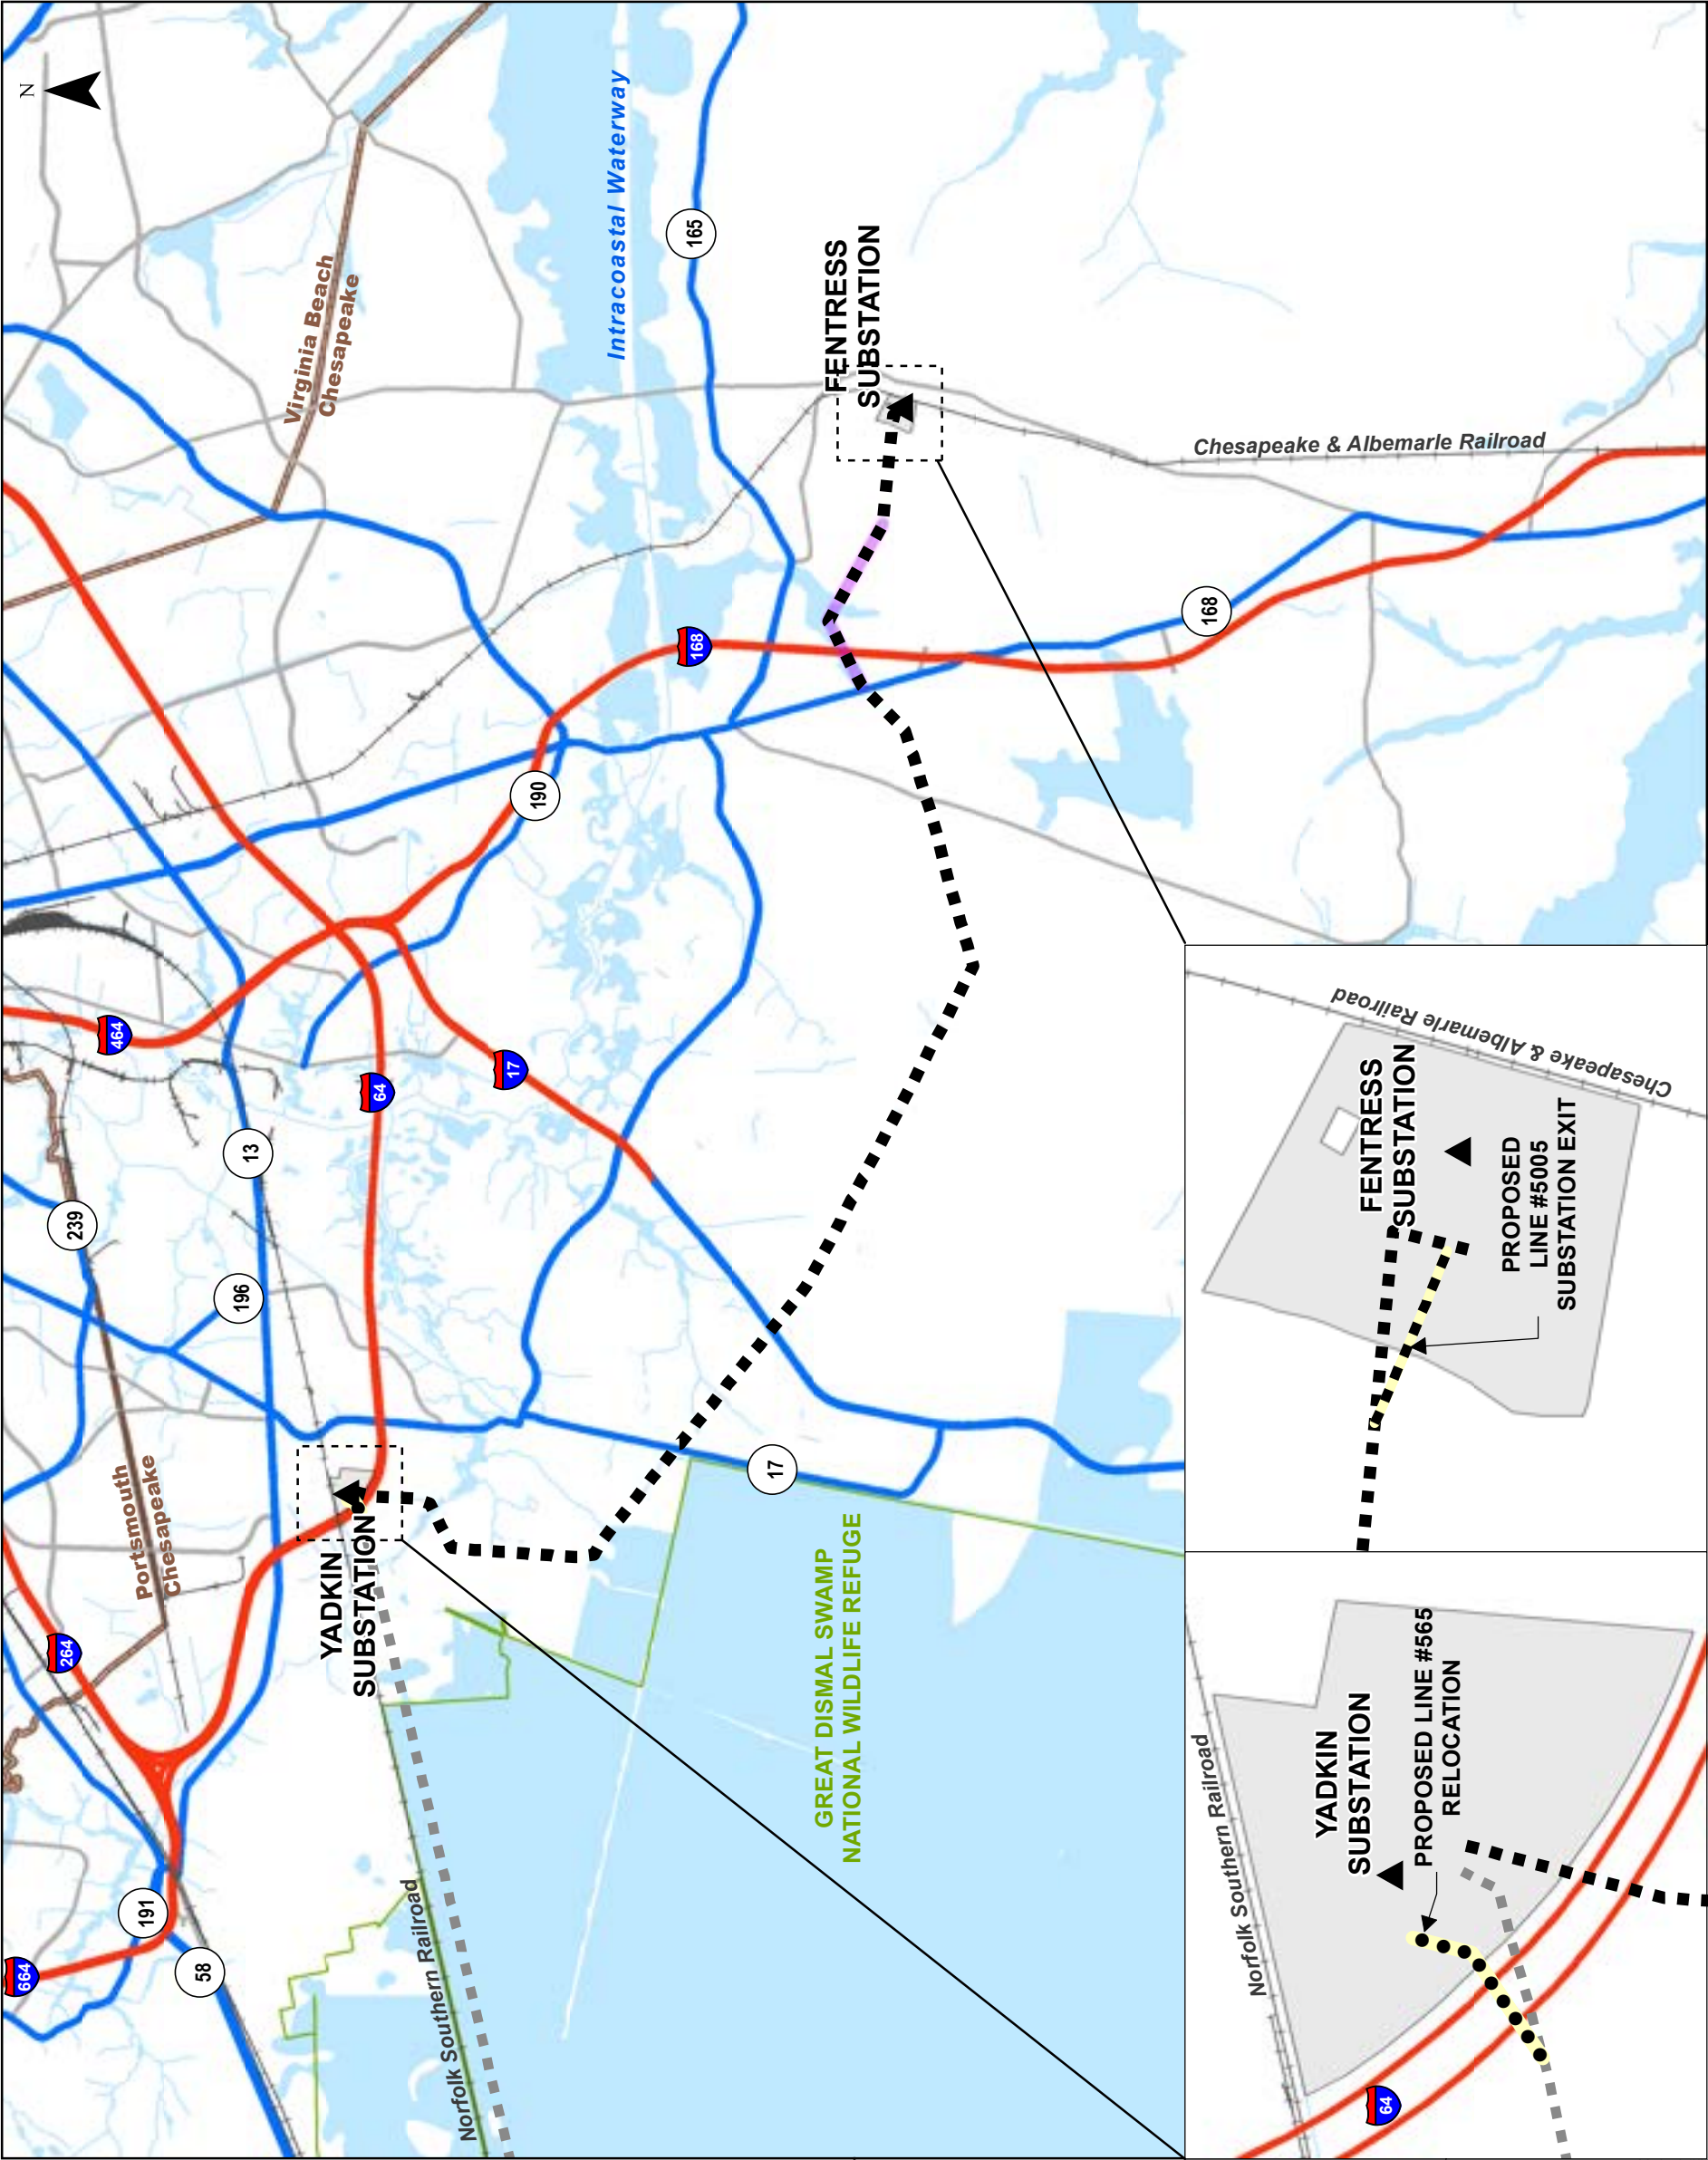 N
Virginia Beach
Chesapeake
Intracoastal Waterway
165
FENTRESS
SUBSTATION
Chesapeake & Albemarle Railroad
168
168
190
464
64
17
13
239
196
17
Portsmouth
Chesapeake
264
YADKIN
SUBSTATION
GREAT DISMAL SWAMP
NATIONAL WILDLIFE REFUGE
191
664
58
Norfolk Southern Railroad
Norfolk Southern Railroad
YADKIN
SUBSTATION
PROPOSED LINE #565
RELOCATION
64
FENTRESS
SUBSTATION
PROPOSED
LINE #5005
SUBSTATION EXIT
Chesapeake & Albemarle Railroad